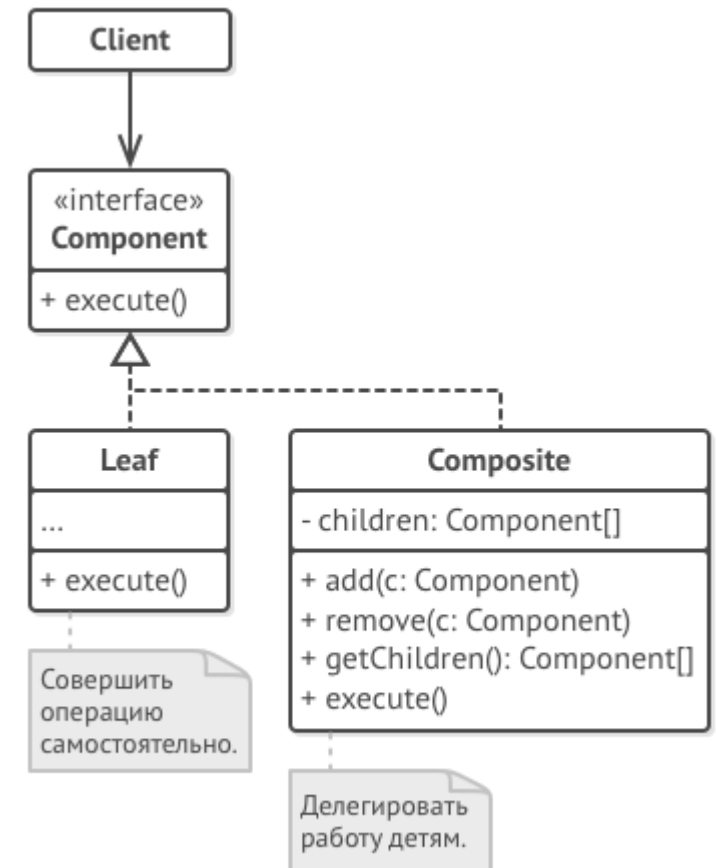 Client
«interface»
Component
+ execute()
Leaf
...
+ execute()
Совершить
операцию
самостоятельно.
Composite
- children: Component[]
+ add(c: Component)
+ remove(c: Component)
+ getChildren(): Component[]
+ execute()
Делегировать
работу детям.